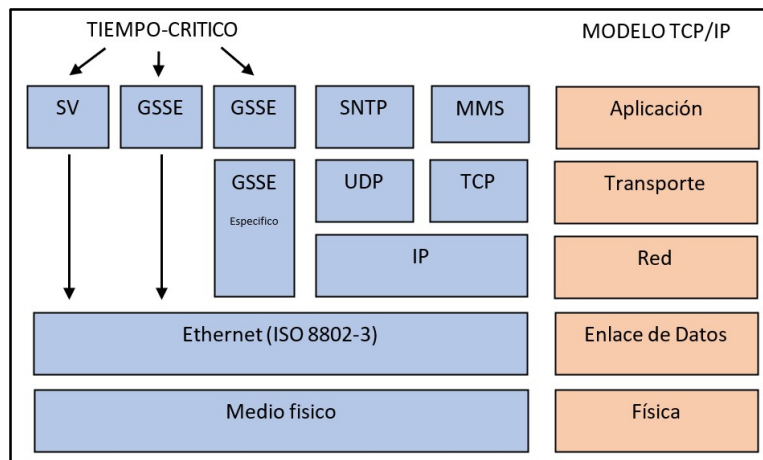 TIEMPO-CRITICO
MODELO TCP/IP
SV
GSSE
GSSE
SNTP
MMS
Aplicación
GSSE
Especifico
UDP
TCP
Transporte
IP
Red
Ethernet (ISO 8802-3)
Enlace de Datos
Medio fisico
Física